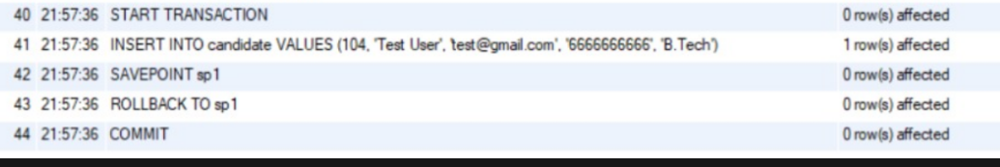 40 21:57:36 START TRANSACTION 0 row(s) affected
41 21:57:36 INSERT INTO candidate VALUES (104, 'Test User', 'test@gmail.com', '6666666666', 'B.Tech') 1 row(s) affected
42 21:57:36 SAVEPOINT sp1 0 row(s) affected
43 21:57:36 ROLLBACK TO sp1 0 row(s) affected
44 21:57:36 COMMIT 0 row(s) affected